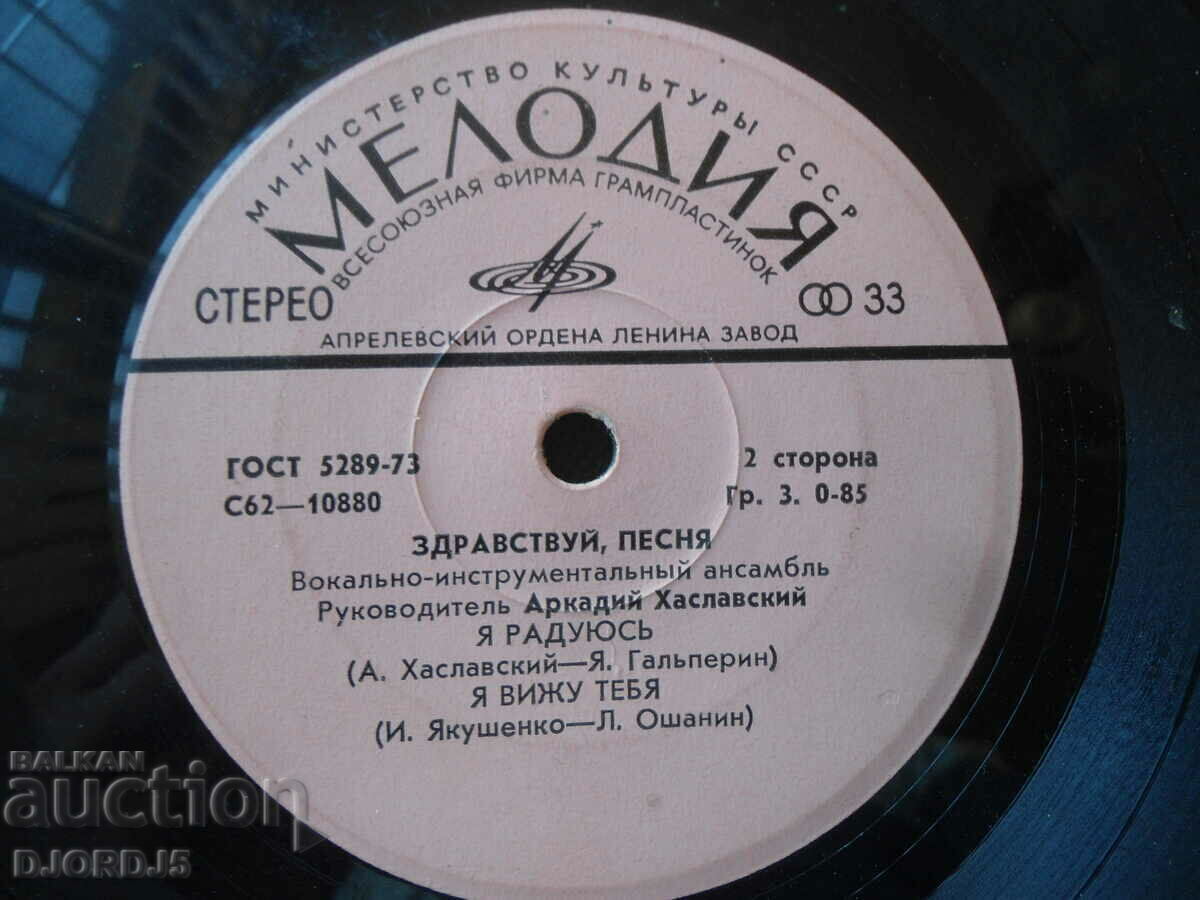 МИНИСТЕРСТВО КУЛЬТУРЫ СССР
МЕЛОДИЯ
ВСЕСОЮЗНАЯ ФИРМА ГРАМПЛАСТИНОК
СТЕРЕО
33
АПРЕЛЕВСКИЙ ОРДЕНА ЛЕНИНА ЗАВОД
ГОСТ 5289-73
2 сторона
С62—10880
Гр. 3. 0-85
ЗДРАВСТВУЙ, ПЕСНЯ
Вокально-инструментальный ансамбль
Руководитель Аркадий Хаславский
Я РАДУЮСЬ
(А. Хаславский—Я. Гальперин)
Я ВИЖУ ТЕБЯ
(И. Якушенко—Л. Ошанин)
BALKAN
auction
DJORDJ5